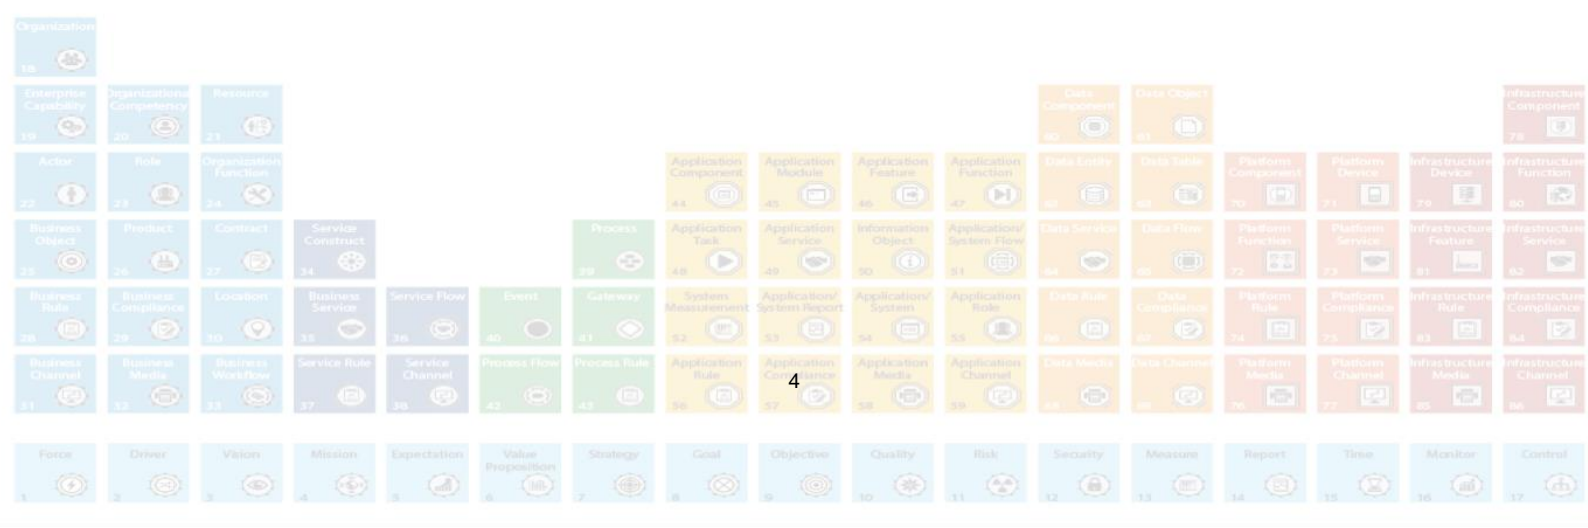 Organization
18
Enterprise Capability
19
Organizational Competency
20
Resource
21
Data Component
60
Data Object
61
Infrastructure Component
78
Actor
22
Role
23
Organization Function
24
Application Component
44
Application Module
45
Application Feature
46
Application Function
47
Data Entity
62
Data Table
63
Platform Component
70
Platform Device
71
Infrastructure Device
79
Infrastructure Function
80
Business Object
25
Product
26
Contract
27
Service Construct
34
Process
39
Application Task
48
Application Service
49
Information Object
50
Application/ System Flow
51
Data Service
64
Data Flow
65
Platform Function
72
Platform Service
73
Infrastructure Feature
81
Infrastructure Service
82
Business Rule
28
Business Compliance
29
Location
30
Business Service
35
Service Flow
36
Event
40
Gateway
41
System Measurement
52
Application/ System Report
53
Application/ System
54
Application Role
55
Data Rule
66
Data Compliance
67
Platform Rule
74
Platform Compliance
75
Infrastructure Rule
83
Infrastructure Compliance
84
Business Channel
31
Business Media
32
Business Workflow
33
Service Rule
37
Service Channel
38
Process Flow
42
Process Rule
43
Application Rule
56
Application Compliance
57
4
Application Media
58
Application Channel
59
Data Media
68
Data Channel
69
Platform Media
76
Platform Channel
77
Infrastructure Media
85
Infrastructure Channel
86
Force
1
Driver
2
Vision
3
Mission
4
Expectation
5
Value Proposition
6
Strategy
7
Goal
8
Objective
9
Quality
10
Risk
11
Security
12
Measure
13
Report
14
Time
15
Monitor
16
Control
17